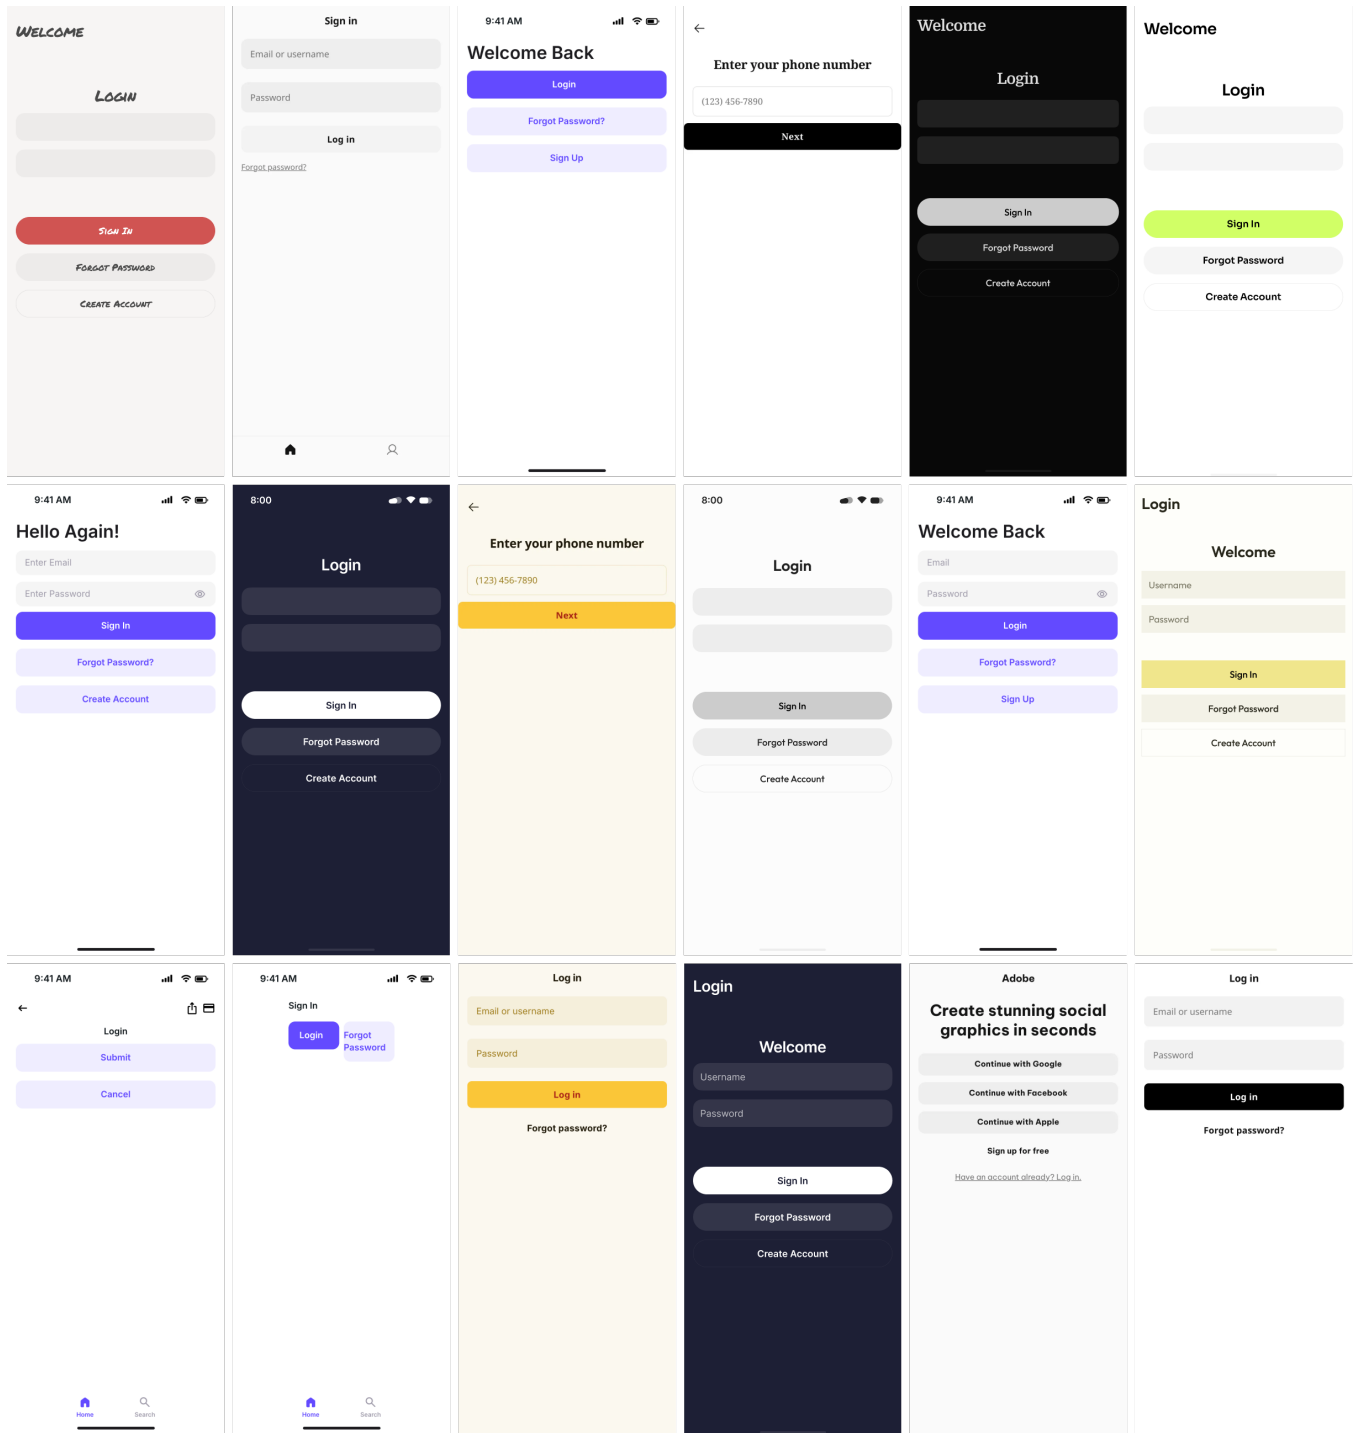 Welcome
Login
Sign In
Forgot Password
Create Account
Sign in
Email or username
Password
Log in
Forgot password?
9:41 AM
Welcome Back
Login
Forgot Password?
Sign Up
Enter your phone number
(123) 456-7890
Next
Welcome
Login
Sign In
Forgot Password
Create Account
Welcome
Login
Sign In
Forgot Password
Create Account
9:41 AM
Hello Again!
Enter Email
Enter Password
Sign In
Forgot Password?
Create Account
8:00
Login
Sign In
Forgot Password
Create Account
Enter your phone number
(123) 456-7890
Next
8:00
Login
Sign In
Forgot Password
Create Account
9:41 AM
Welcome Back
Email
Password
Login
Forgot Password?
Sign Up
Login
Welcome
Username
Password
Sign In
Forgot Password
Create Account
9:41 AM
Login
Submit
Cancel
Home
Search
9:41 AM
Sign In
Login
Forgot
Password
Home
Search
Log in
Email or username
Password
Log in
Forgot password?
Login
Welcome
Username
Password
Sign In
Forgot Password
Create Account
Adobe
Create stunning social
graphics in seconds
Continue with Google
Continue with Facebook
Continue with Apple
Sign up for free
Have an account already? Log in.
Log in
Email or username
Password
Log in
Forgot password?